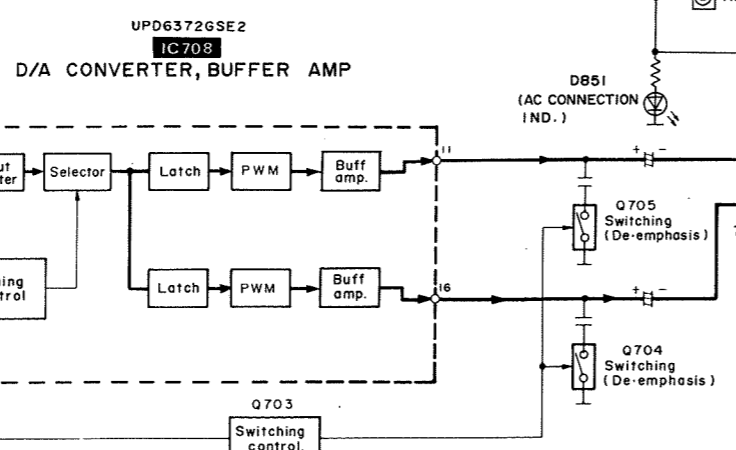 UPD6372GSE2
IC708
D/A CONVERTER, BUFFER AMP
D851
(AC CONNECTION
IND.)
11
+ -
Selector
Latch
PWM
Buff
amp.
Q705
Switching
(De-emphasis)
16
+ -
Latch
PWM
Buff
amp.
Q704
Switching
(De-emphasis)
Q703
Switching
control.